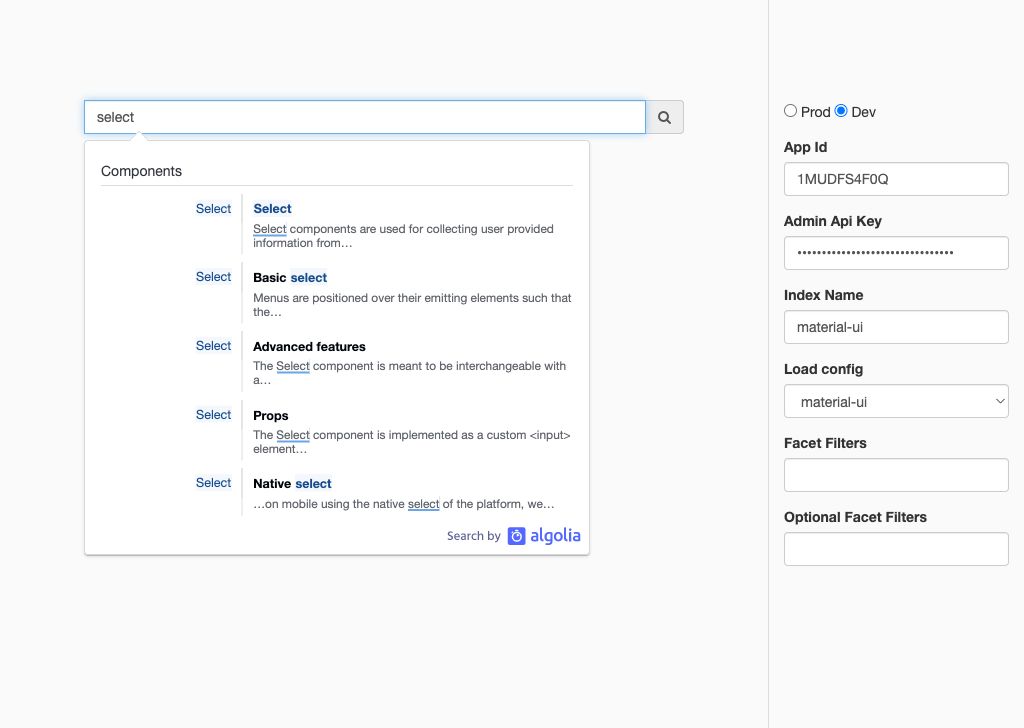 select
Components
Select
Select
Select components are used for collecting user provided
information from…
Select
Basic select
Menus are positioned over their emitting elements such that
the…
Select
Advanced features
The Select component is meant to be interchangeable with
a…
Select
Props
The Select component is implemented as a custom <input>
element…
Select
Native select
…on mobile using the native select of the platform, we…
Search by algolia
Prod Dev
App Id
1MUDFS4F0Q
Admin Api Key
••••••••••••••••••••••••••••••••
Index Name
material-ui
Load config
material-ui
Facet Filters
Optional Facet Filters